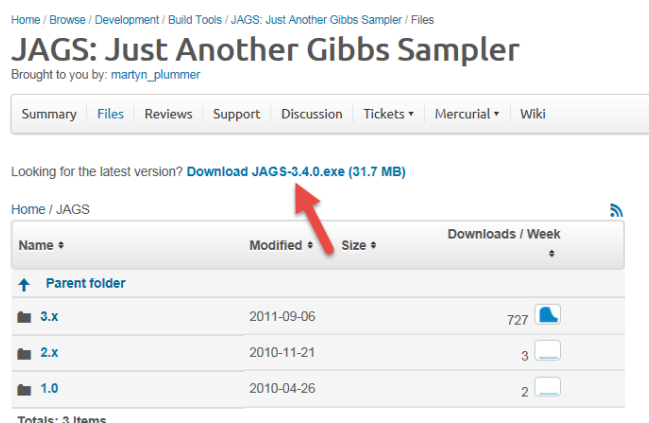 Home / Browse / Development / Build Tools / JAGS: Just Another Gibbs Sampler / Files
JAGS: Just Another Gibbs Sampler
Brought to you by: martyn_plummer
Summary Files Reviews Support Discussion Tickets ▾ Mercurial ▾ Wiki
Looking for the latest version? Download JAGS-3.4.0.exe (31.7 MB)
Home / JAGS
Name Modified Size Downloads / Week
Parent folder
3.x 2011-09-06 727
2.x 2010-11-21 3
1.0 2010-04-26 2
Totals: 3 Items